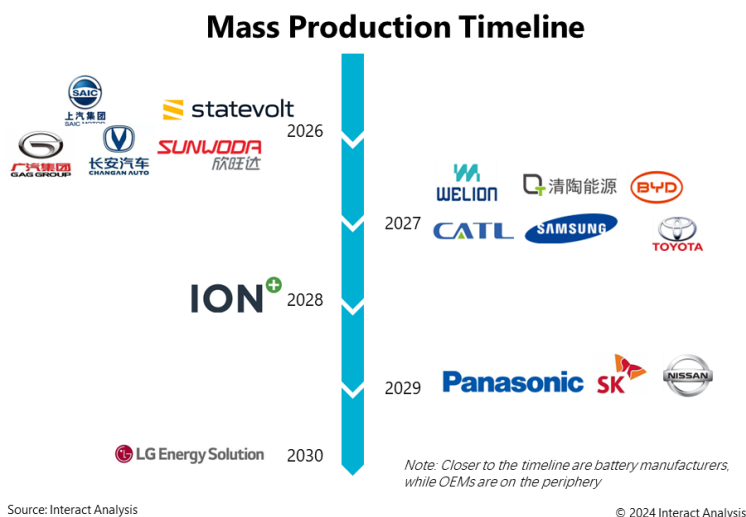 Mass Production Timeline
SAIC
上汽集团
SAIC MOTOR
statevolt
广汽集团
GAG GROUP
长安汽车
CHANGAN AUTO
SUNWODA
欣旺达
2026
WELION
清陶能源
BYD
2027
CATL
SAMSUNG
TOYOTA
ION
2028
2029
Panasonic
SK
NISSAN
LG Energy Solution
2030
Note: Closer to the timeline are battery manufacturers,
while OEMs are on the periphery
Source: Interact Analysis
© 2024 Interact Analysis